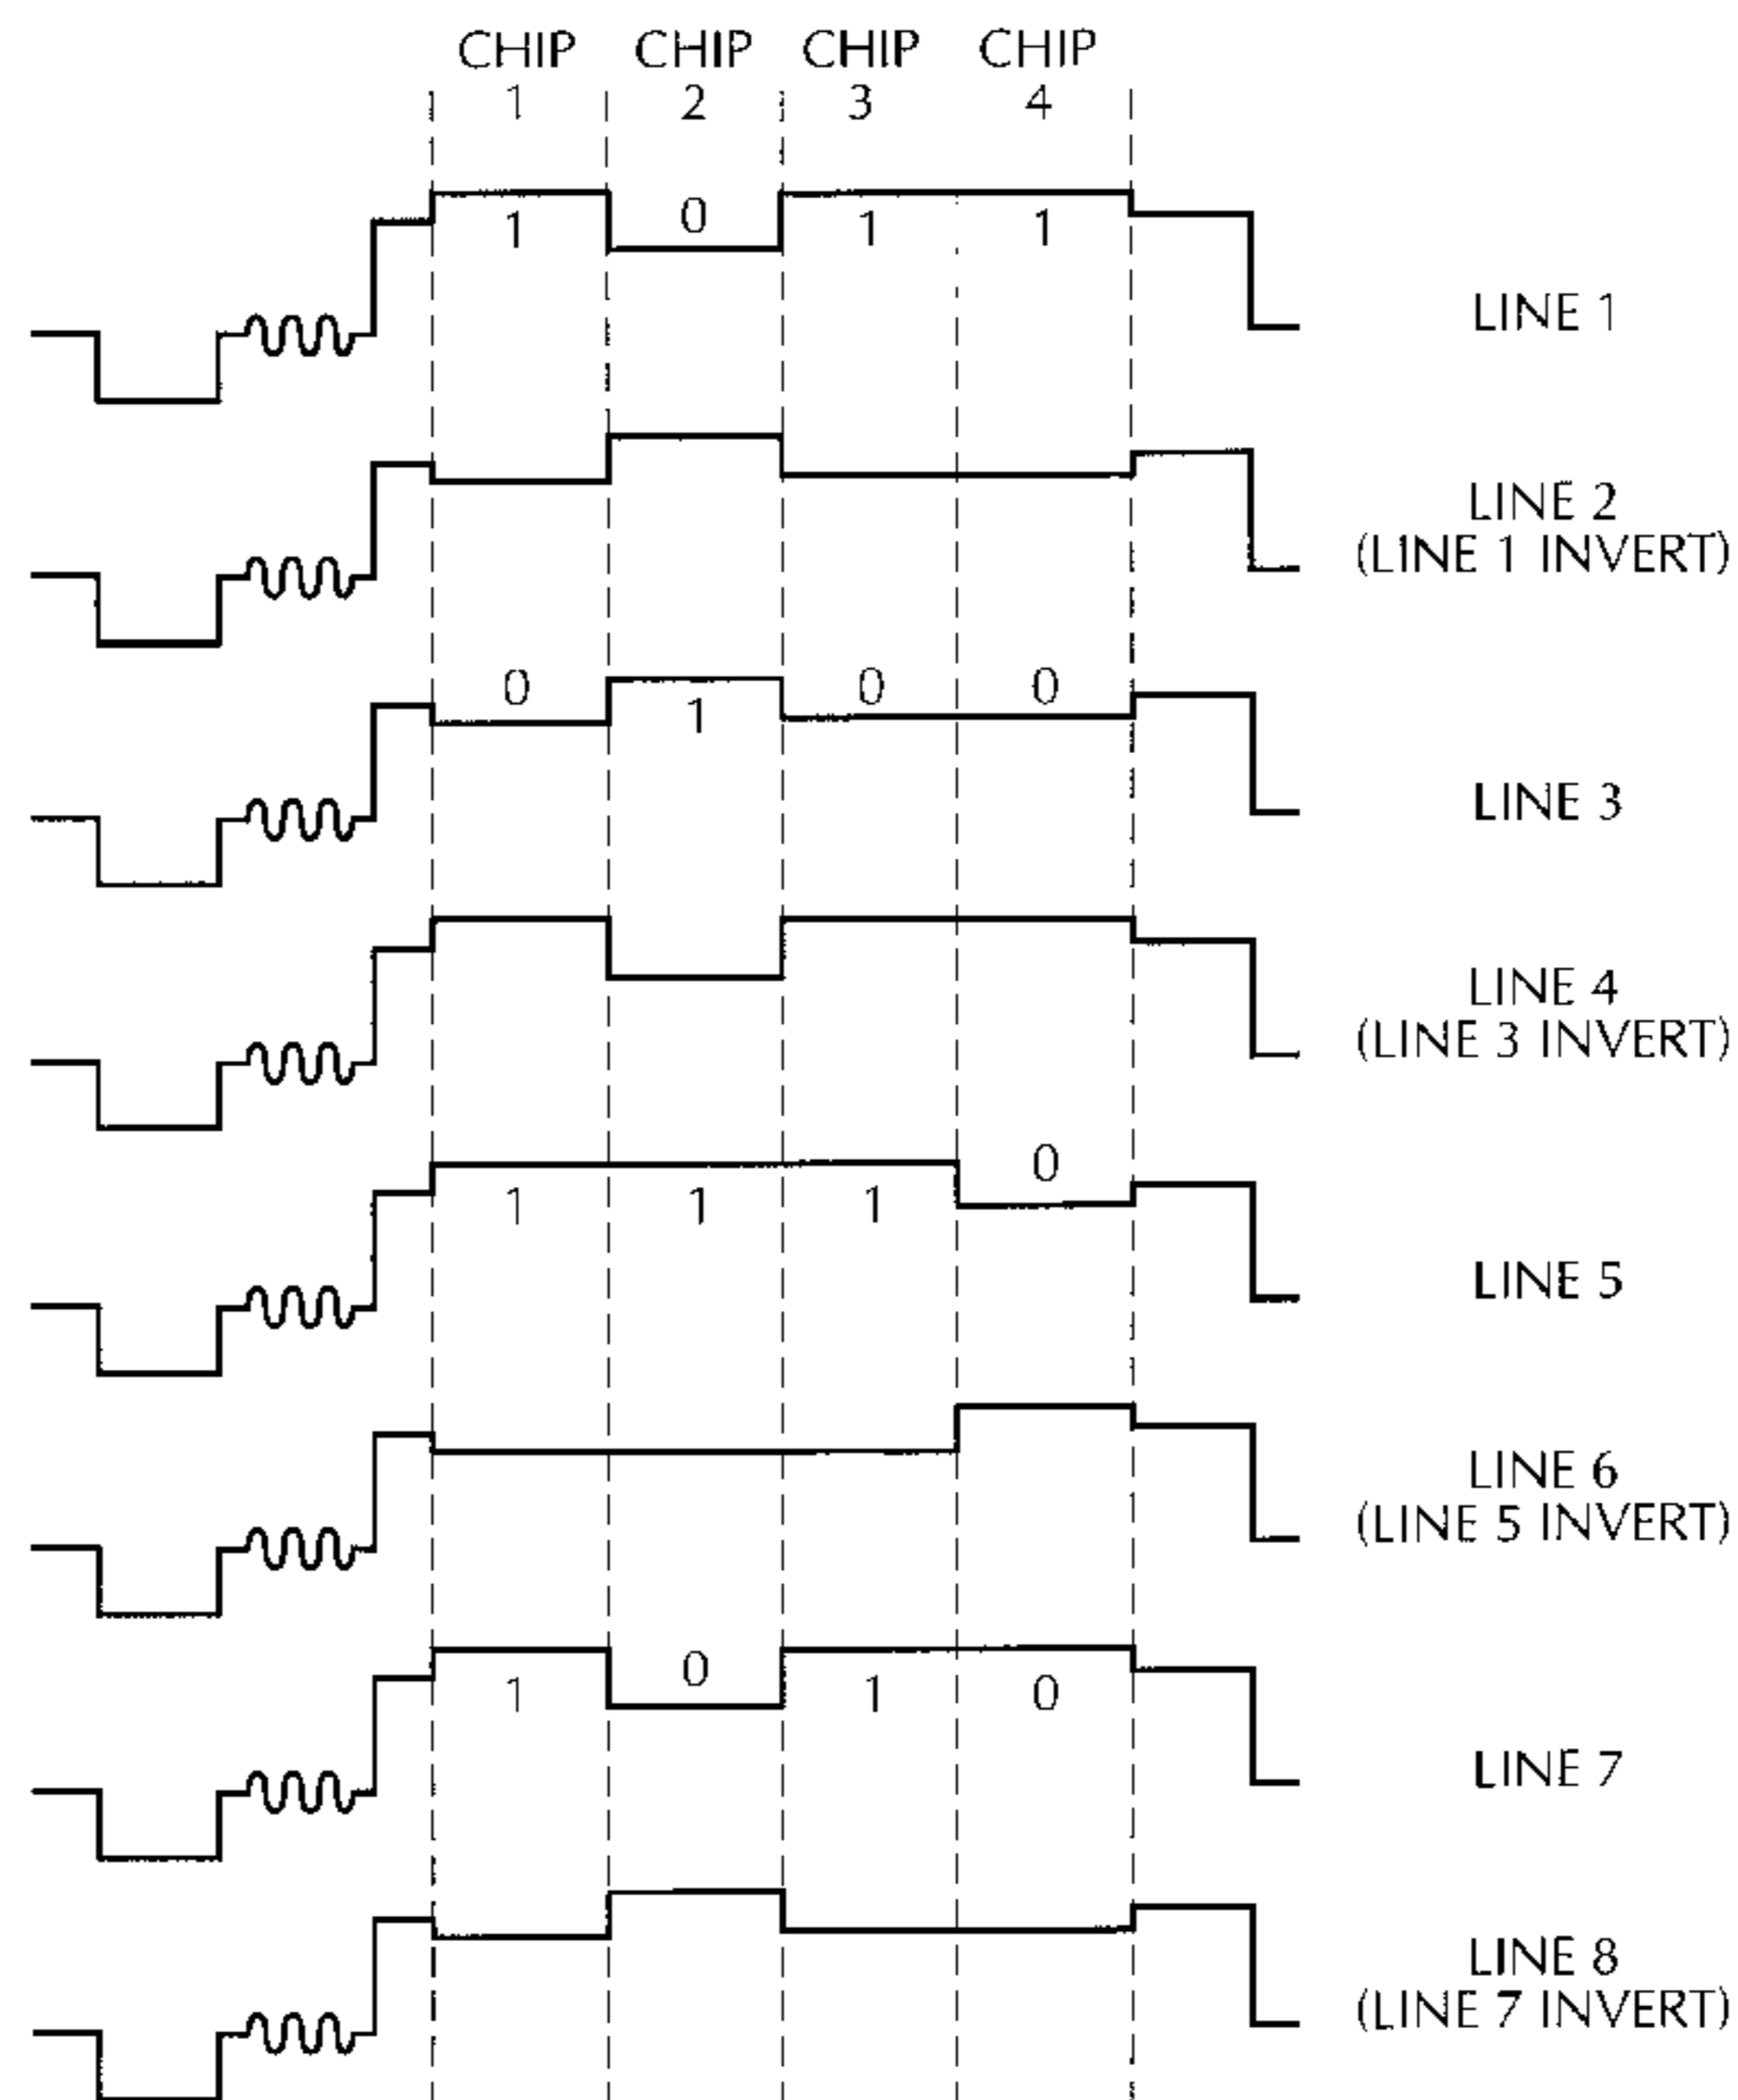 CHIP CHIP CHIP CHIP
1 2 3 4
1 0 1 1
LINE 1
LINE 2
(LINE 1 INVERT)
0 1 0 0
LINE 3
LINE 4
(LINE 3 INVERT)
1 1 1 0
LINE 5
LINE 6
(LINE 5 INVERT)
1 0 1 0
LINE 7
LINE 8
(LINE 7 INVERT)